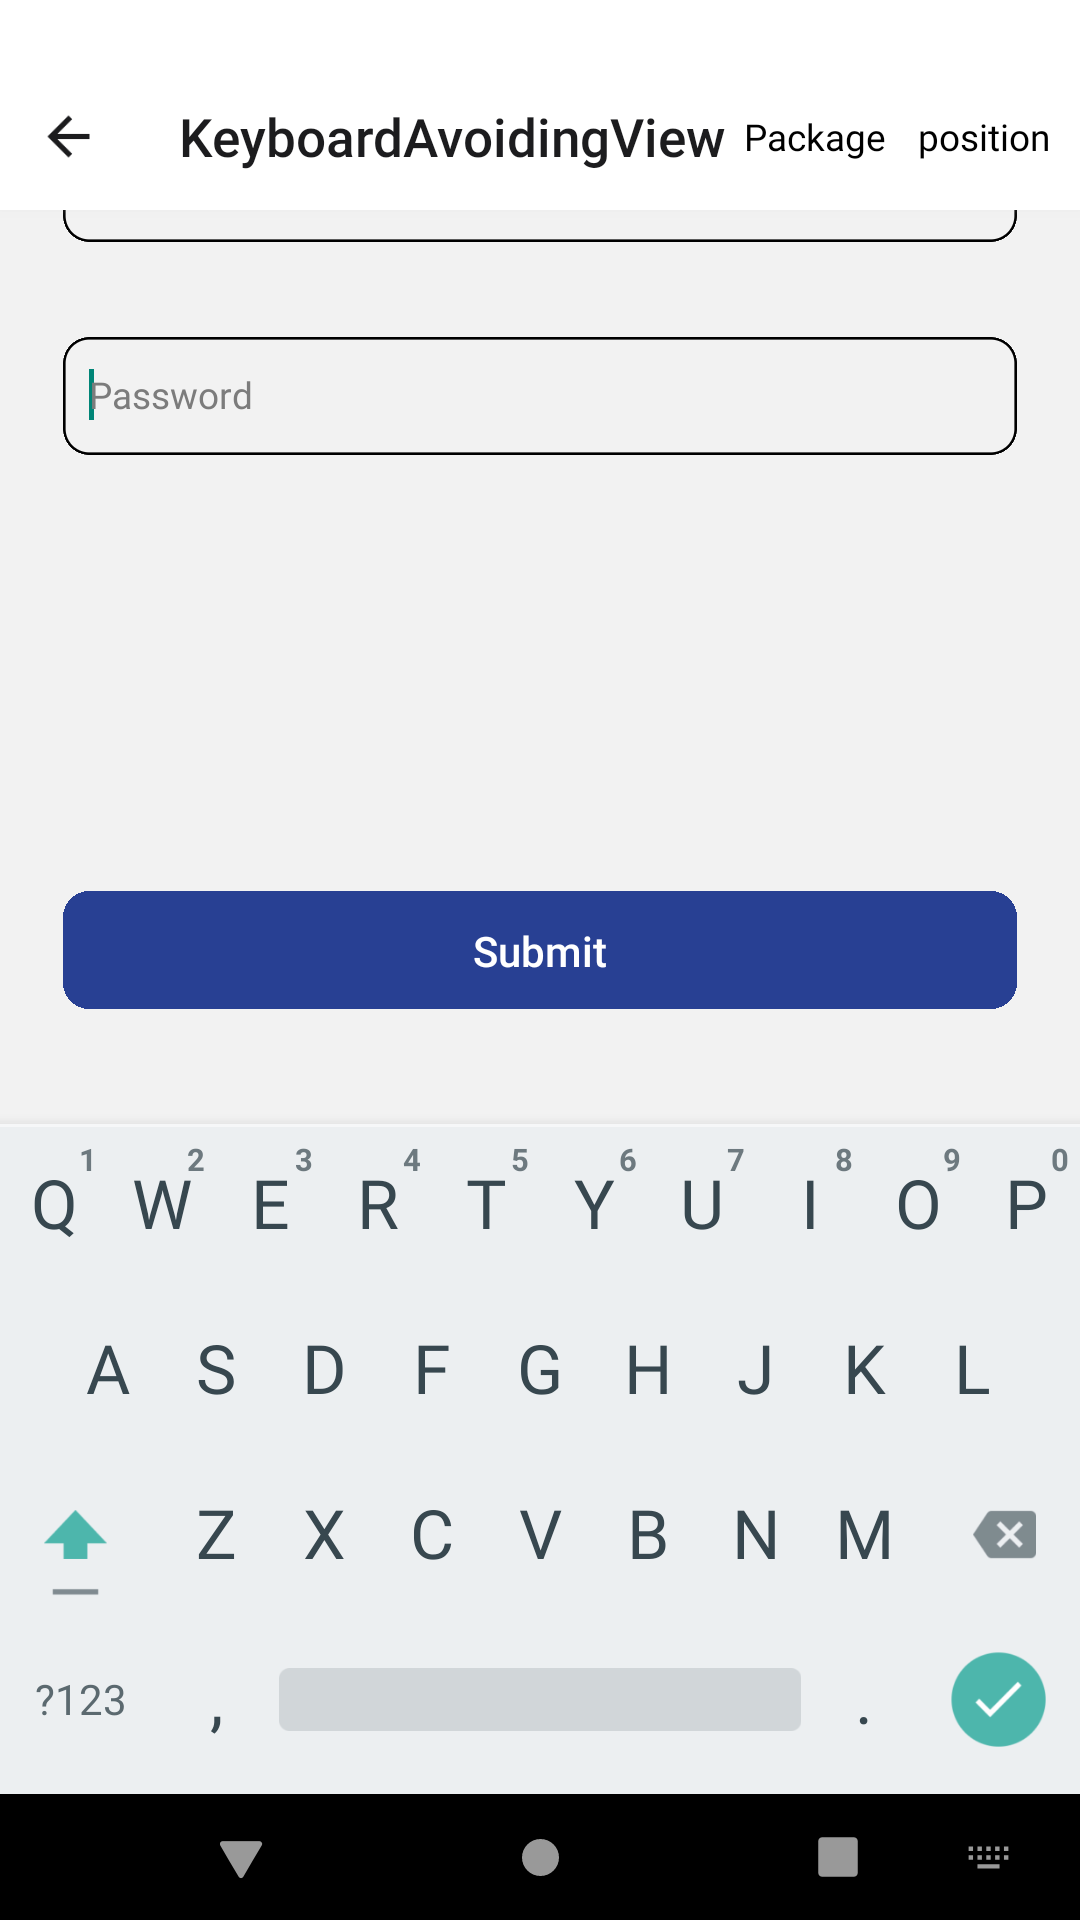 KeyboardAvoidingView Package position
Password
Submit
1 2 3 4 5 6 7 8 9 0
Q W E R T Y U I O P
A S D F G H J K L
Z X C V B N M
?123 , .